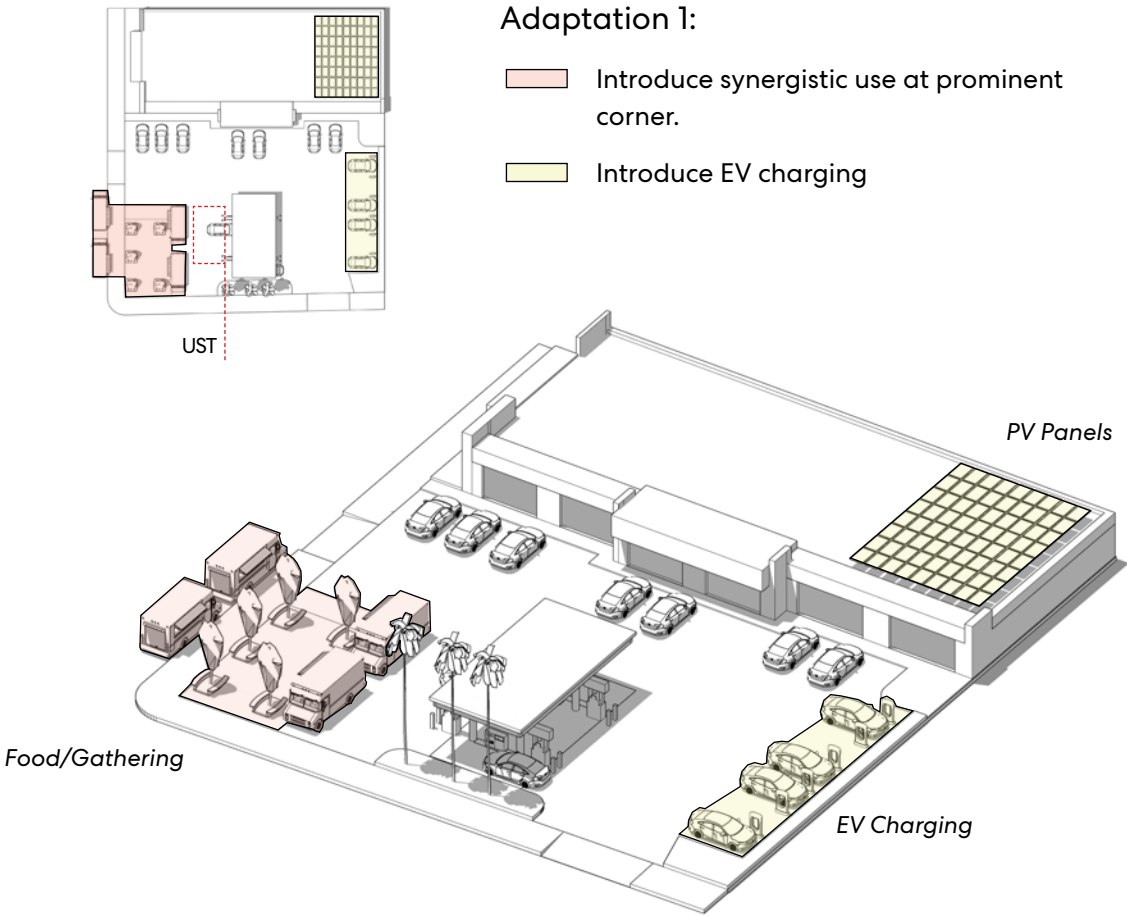 Adaptation 1:
Introduce synergistic use at prominent
corner.
Introduce EV charging
UST
PV Panels
Food/Gathering
EV Charging